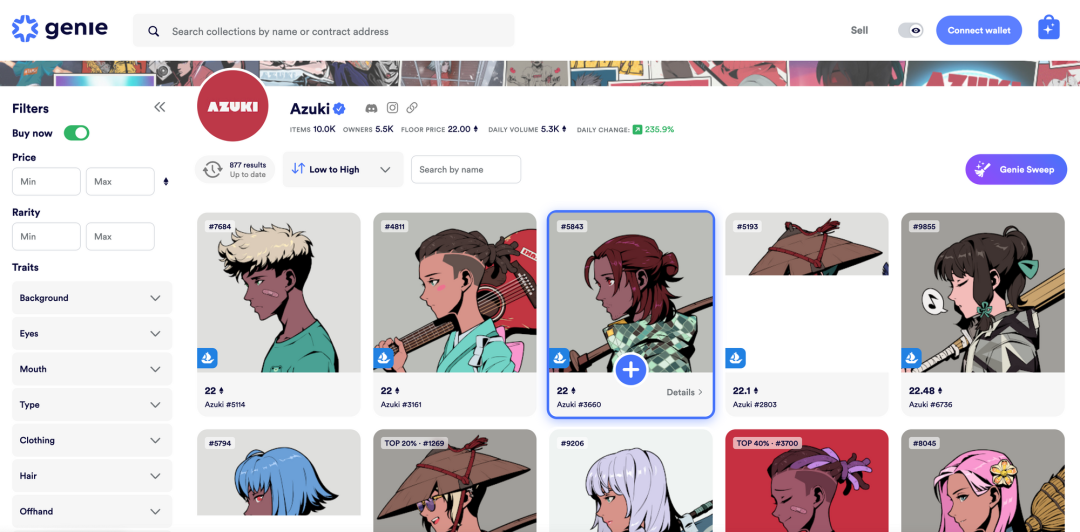 genie
Search collections by name or contract address
Sell
Connect wallet
Filters
Buy now
Price
Min
Max
Rarity
Min
Max
Traits
Background
Eyes
Mouth
Type
Clothing
Hair
Offhand
AZUKI
AZUKI
Azuki
ITEMS 10.0K OWNERS 5.5K FLOOR PRICE 22.00 DAILY VOLUME 5.3K DAILY CHANGE: 235.9%
877 results
Up to date
Low to High
Search by name
Genie Sweep
#7684
22
Azuki #5114
#4811
22
Azuki #3161
#5843
22
Details
Azuki #3660
#5193
22.1
Azuki #2803
#9855
22.48
Azuki #6736
#5794
TOP 20% · #1269
#9206
TOP 40% · #3700
#8045